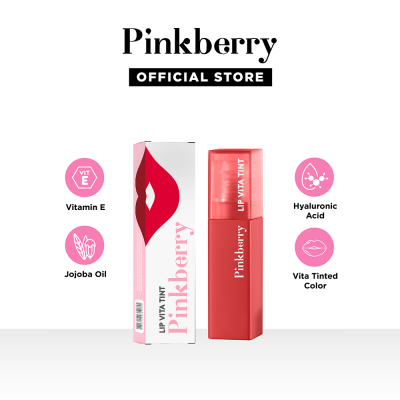 Pinkberry
OFFICIAL STORE
VIT
E
Vitamin E
Jojoba Oil
LIP VITA TINT
Pinkberry
LIP VITA TINT
Pinkberry
Hyaluronic
Acid
Vita Tinted
Color